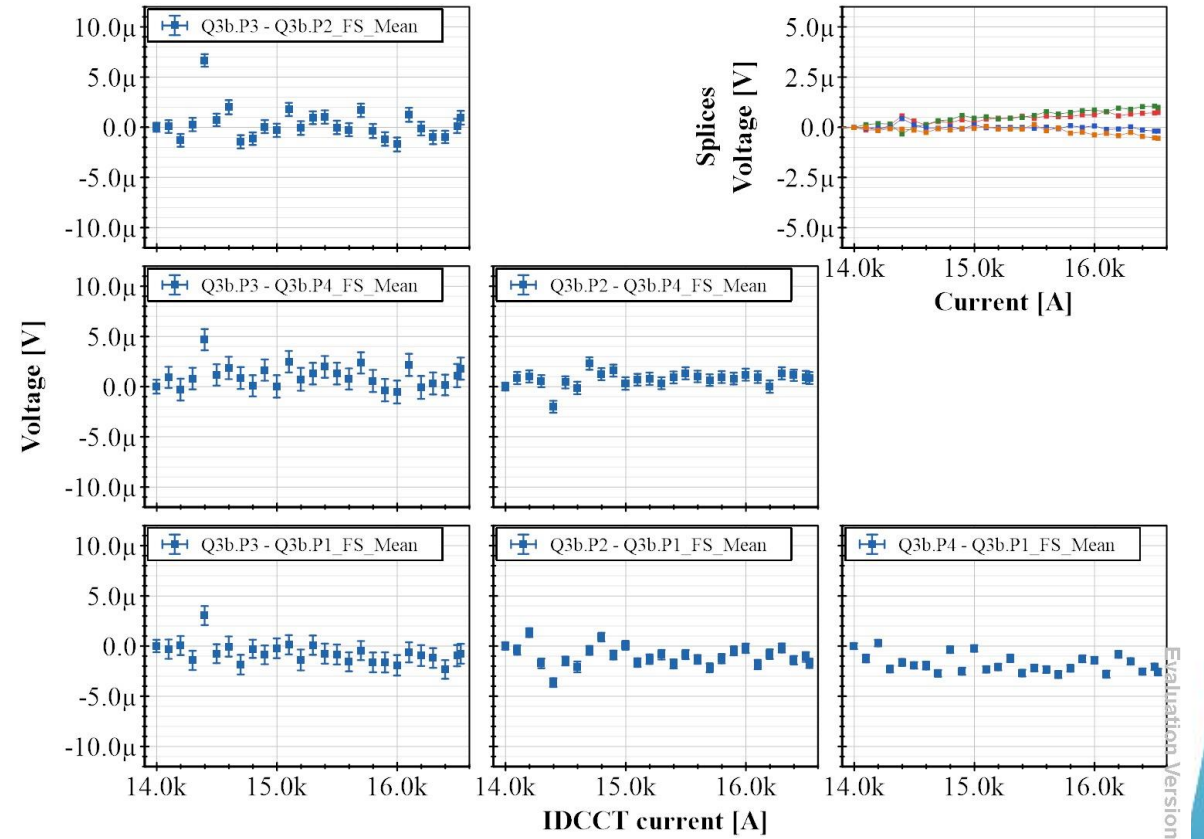 Q3b.P3 - Q3b.P2_FS_Mean
10.0μ
5.0μ
0.0
-5.0μ
-10.0μ
Splices
Voltage [V]
5.0μ
2.5μ
0.0
-2.5μ
-5.0μ
14.0k 15.0k 16.0k
Current [A]
Voltage [V]
Q3b.P3 - Q3b.P4_FS_Mean
10.0μ
5.0μ
0.0
-5.0μ
-10.0μ
Q3b.P2 - Q3b.P4_FS_Mean
Q3b.P3 - Q3b.P1_FS_Mean
10.0μ
5.0μ
0.0
-5.0μ
-10.0μ
14.0k 15.0k 16.0k
Q3b.P2 - Q3b.P1_FS_Mean
14.0k 15.0k 16.0k
Q3b.P4 - Q3b.P1_FS_Mean
14.0k 15.0k 16.0k
IDCCT current [A]
Evaluation Version